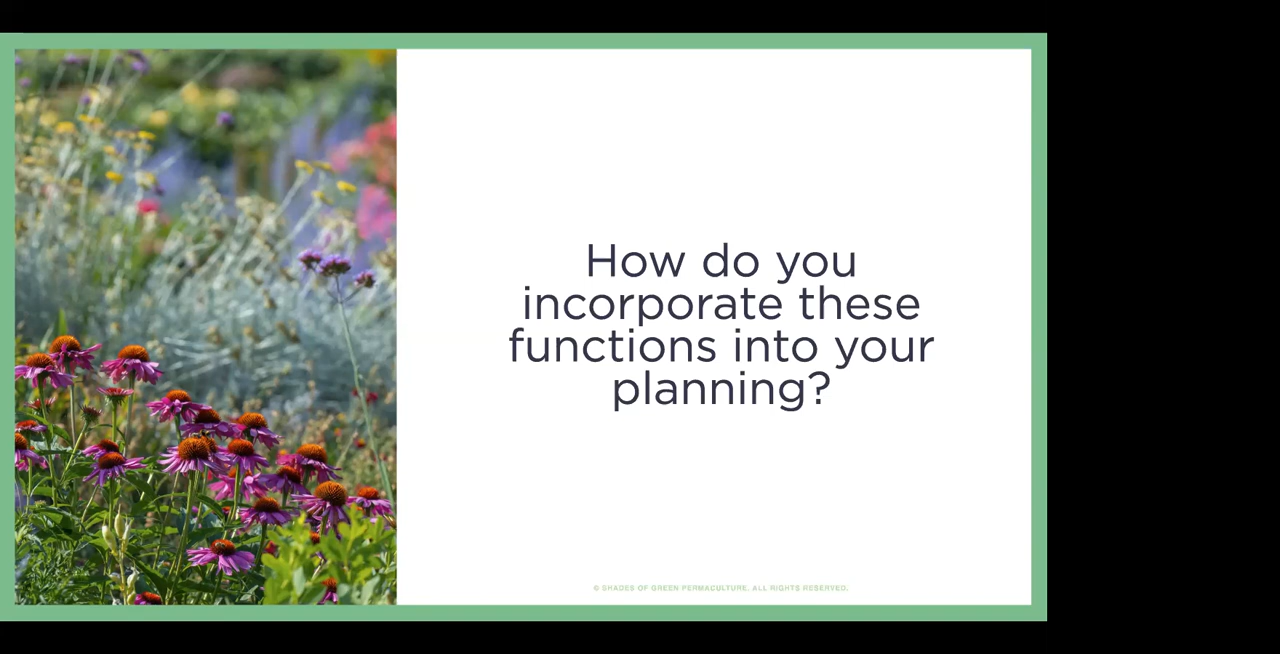 How do you
incorporate these
functions into your
planning?
© SHADES OF GREEN PERMACULTURE. ALL RIGHTS RESERVED.